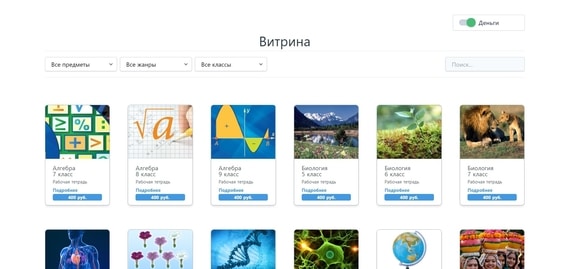 Деньги
Витрина
Все предметы
Все жанры
Все классы
Поиск...
Алгебра
7 класс
Рабочая тетрадь
Подробнее
400 руб.
Алгебра
8 класс
Рабочая тетрадь
Подробнее
400 руб.
Алгебра
9 класс
Рабочая тетрадь
Подробнее
400 руб.
Биология
5 класс
Рабочая тетрадь
Подробнее
400 руб.
Биология
6 класс
Рабочая тетрадь
Подробнее
400 руб.
Биология
7 класс
Рабочая тетрадь
Подробнее
400 руб.